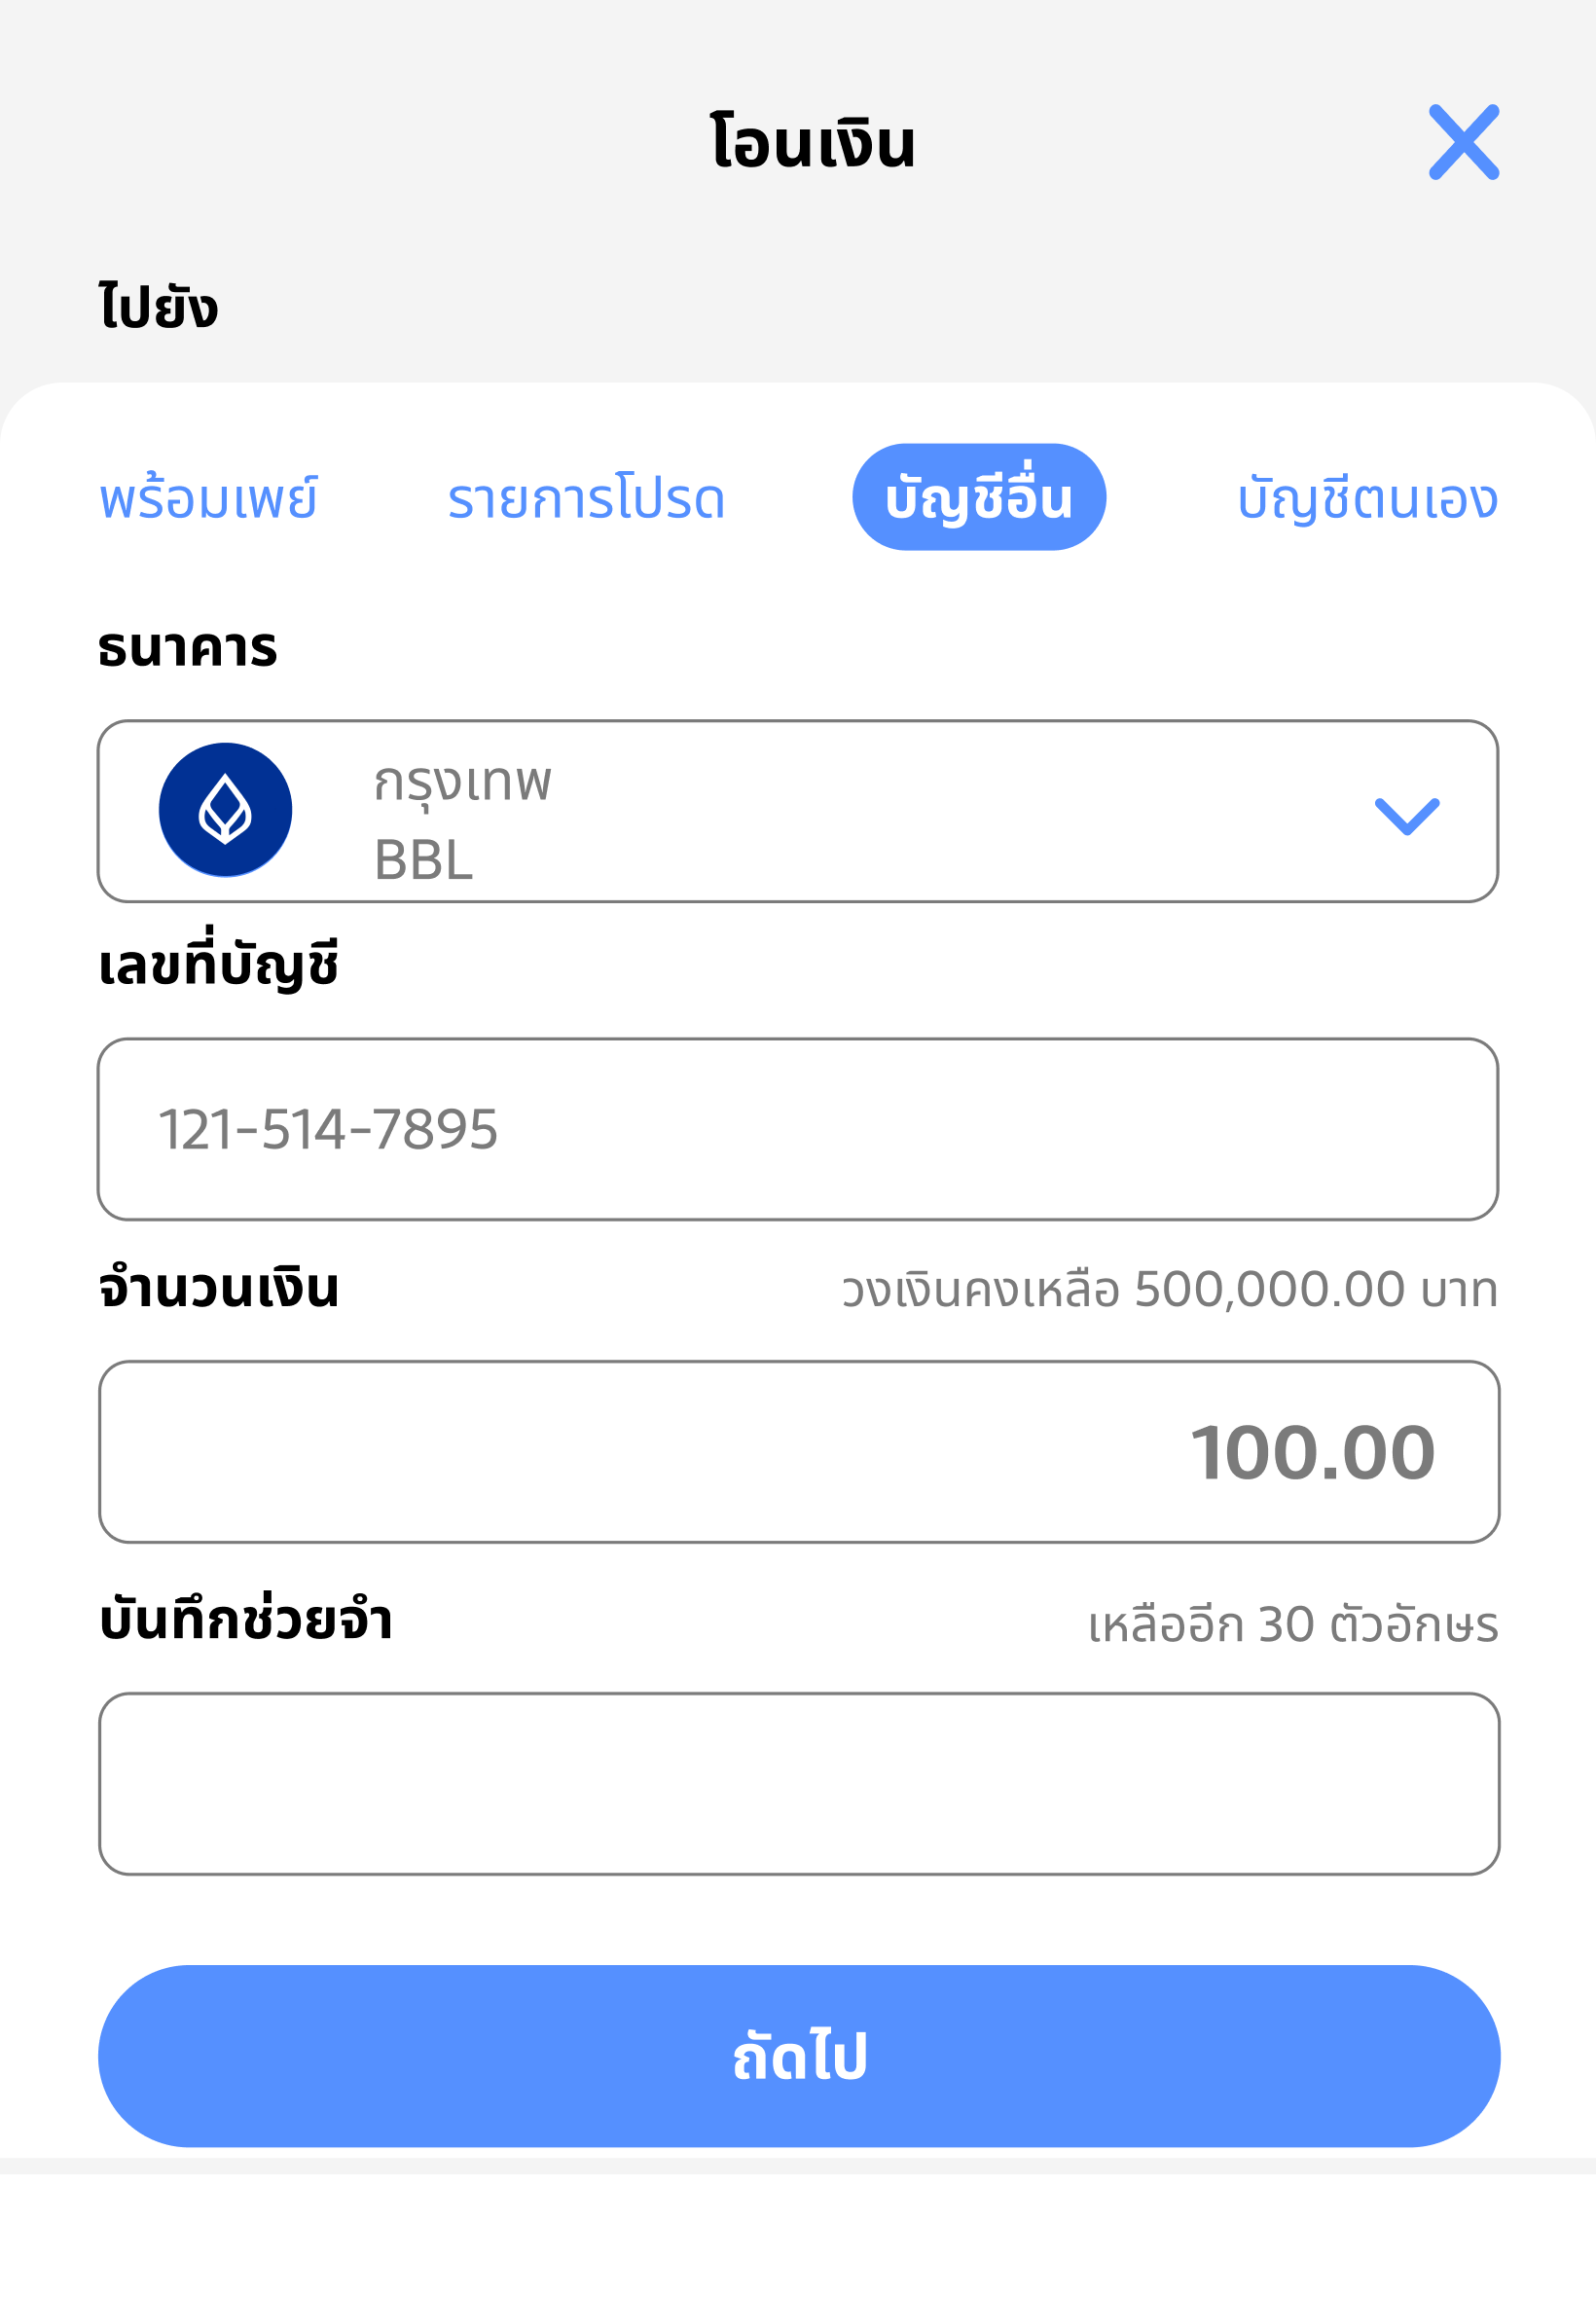 โอนเงิน
ไปยัง
พร้อมเพย์ รายการโปรด บัญชีอื่น บัญชีตนเอง
ธนาคาร
กรุงเทพ
BBL
เลขที่บัญชี
121-514-7895
จำนวนเงิน วงเงินคงเหลือ 500,000.00 บาท
100.00
บันทึกช่วยจำ เหลืออีก 30 ตัวอักษร
ถัดไป